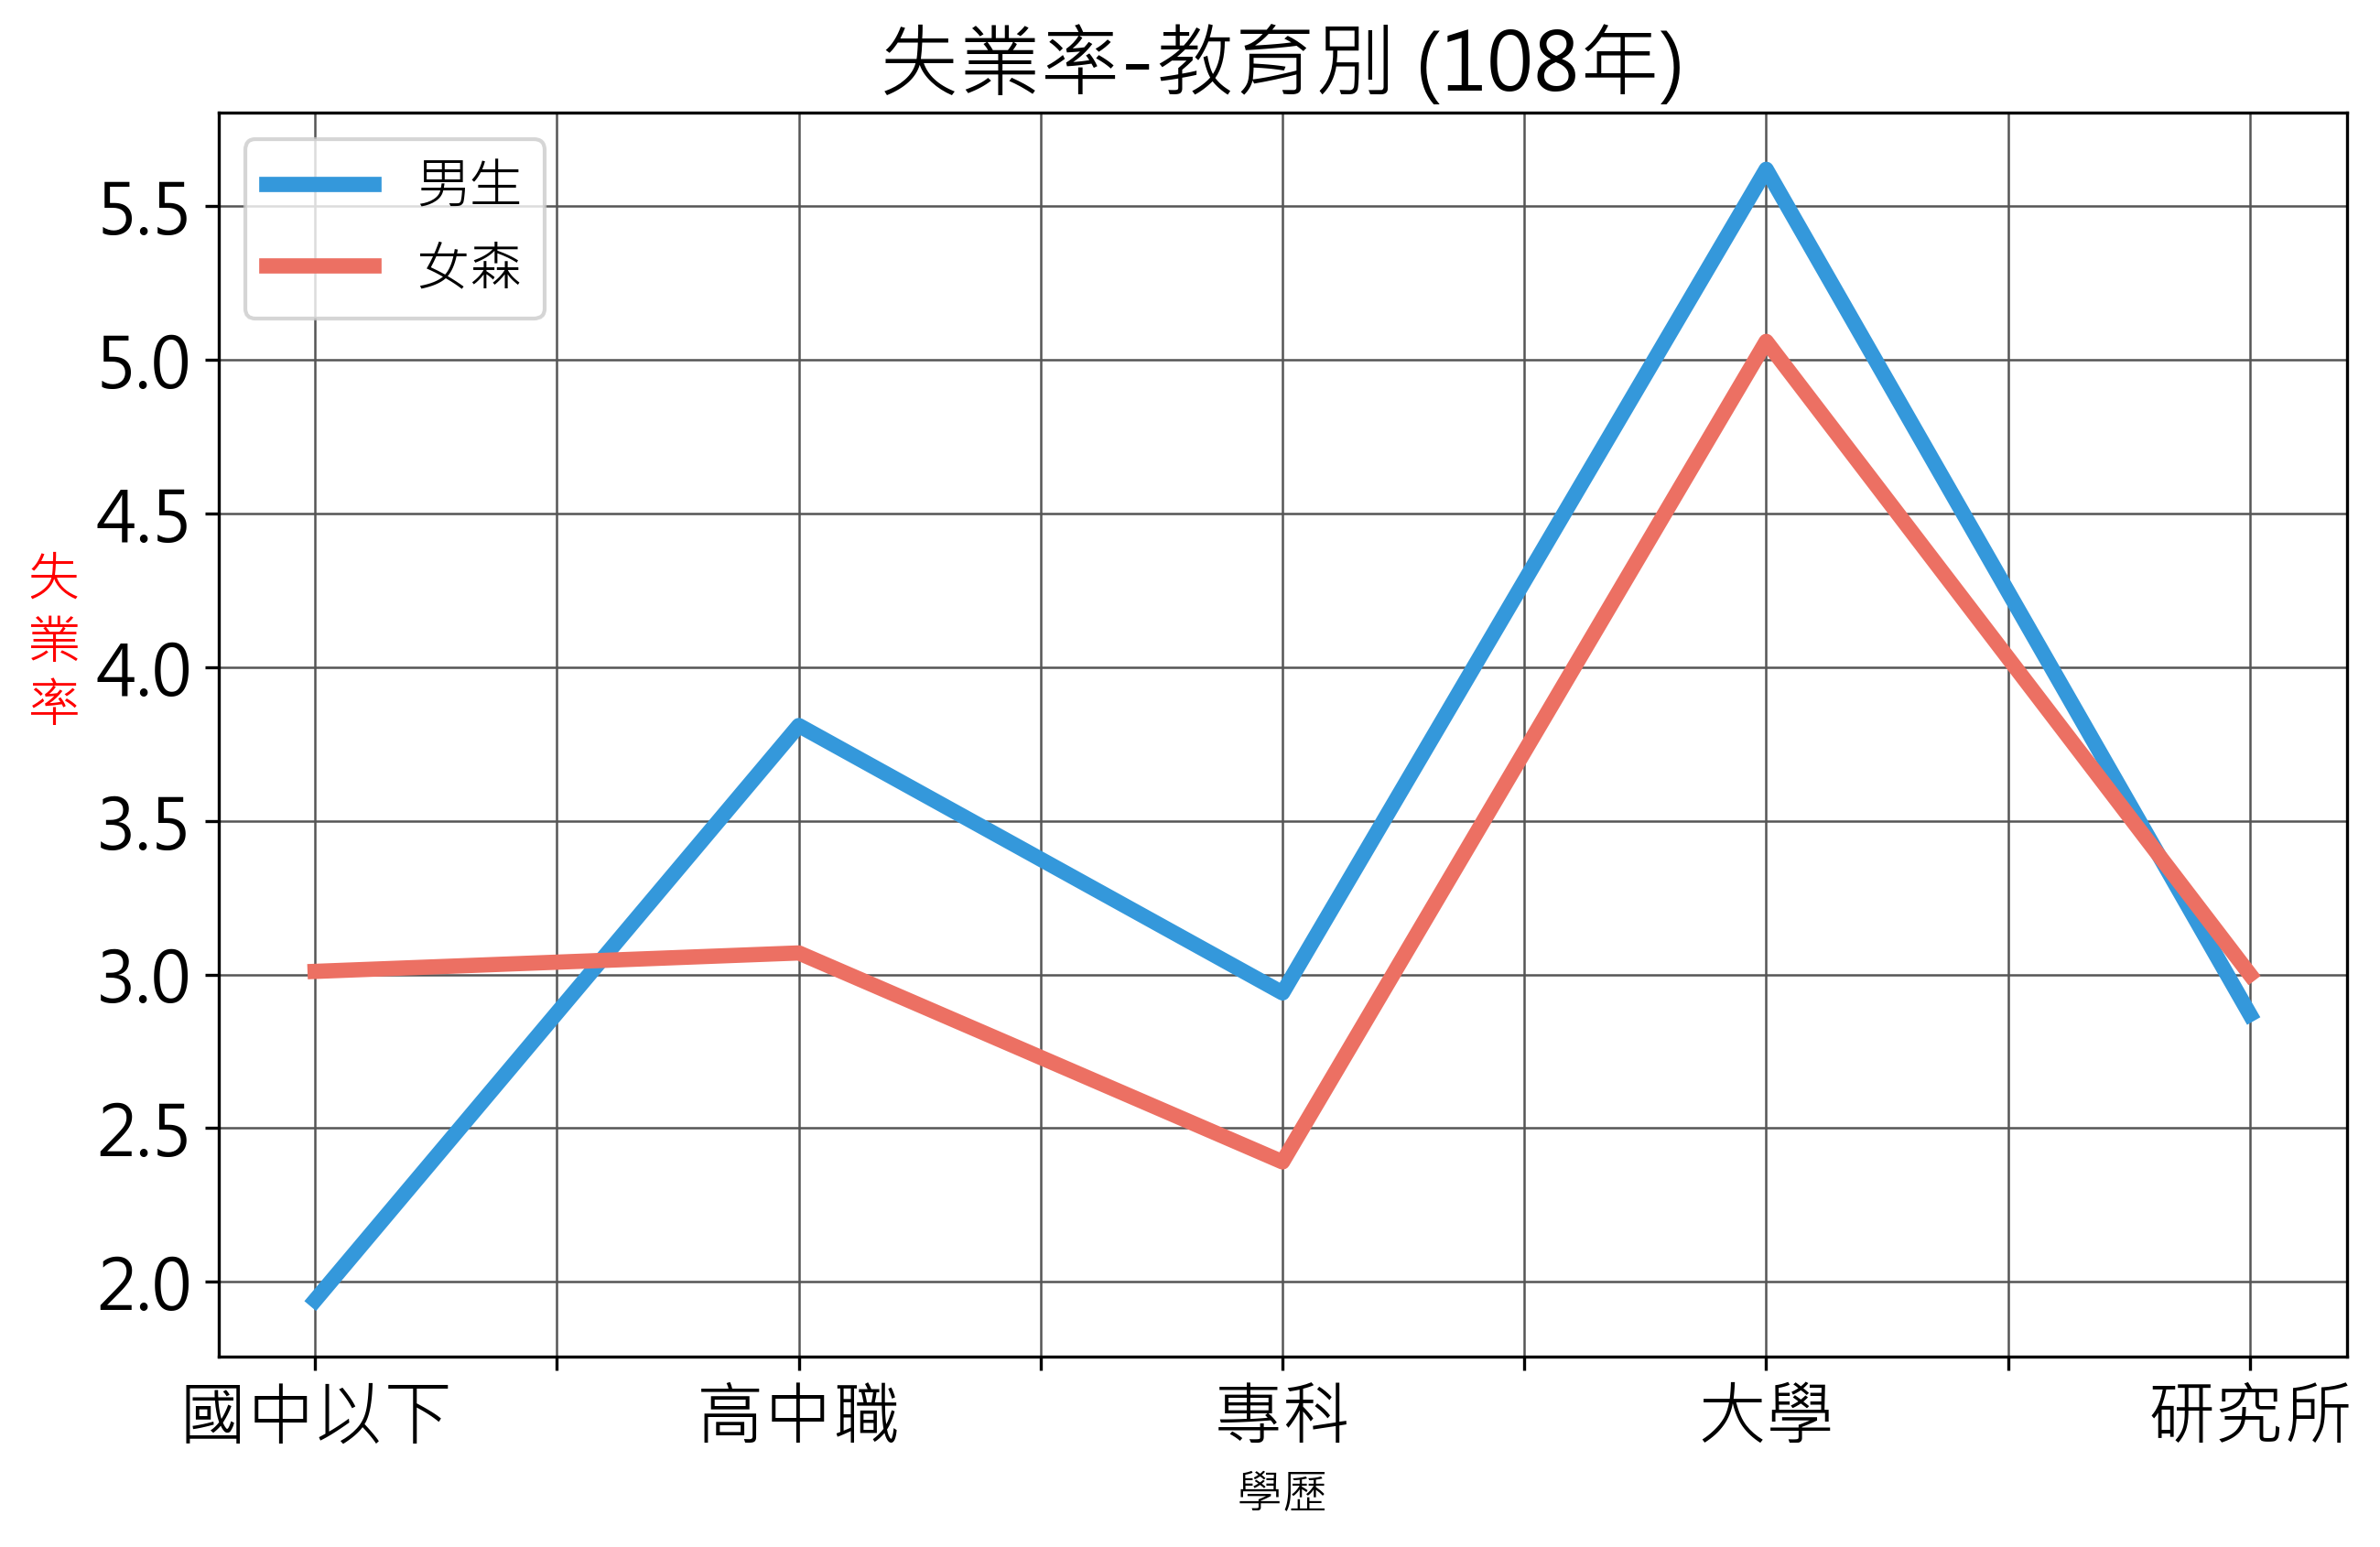 失業率-教育別 (108年)
男生
女森
5.5
5.0
4.5
4.0
3.5
3.0
2.5
2.0
失業率
國中以下 高中職 專科 大學 研究所
學歷